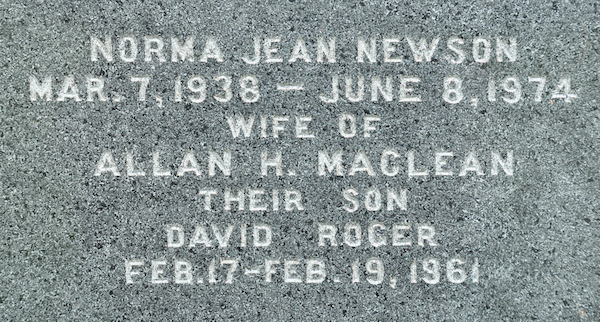 NORMA JEAN NEWSON
MAR. 7, 1938 — JUNE 8, 1974
WIFE OF
ALLAN H. MACLEAN
THEIR SON
DAVID ROGER
FEB. 17-FEB. 19, 1961